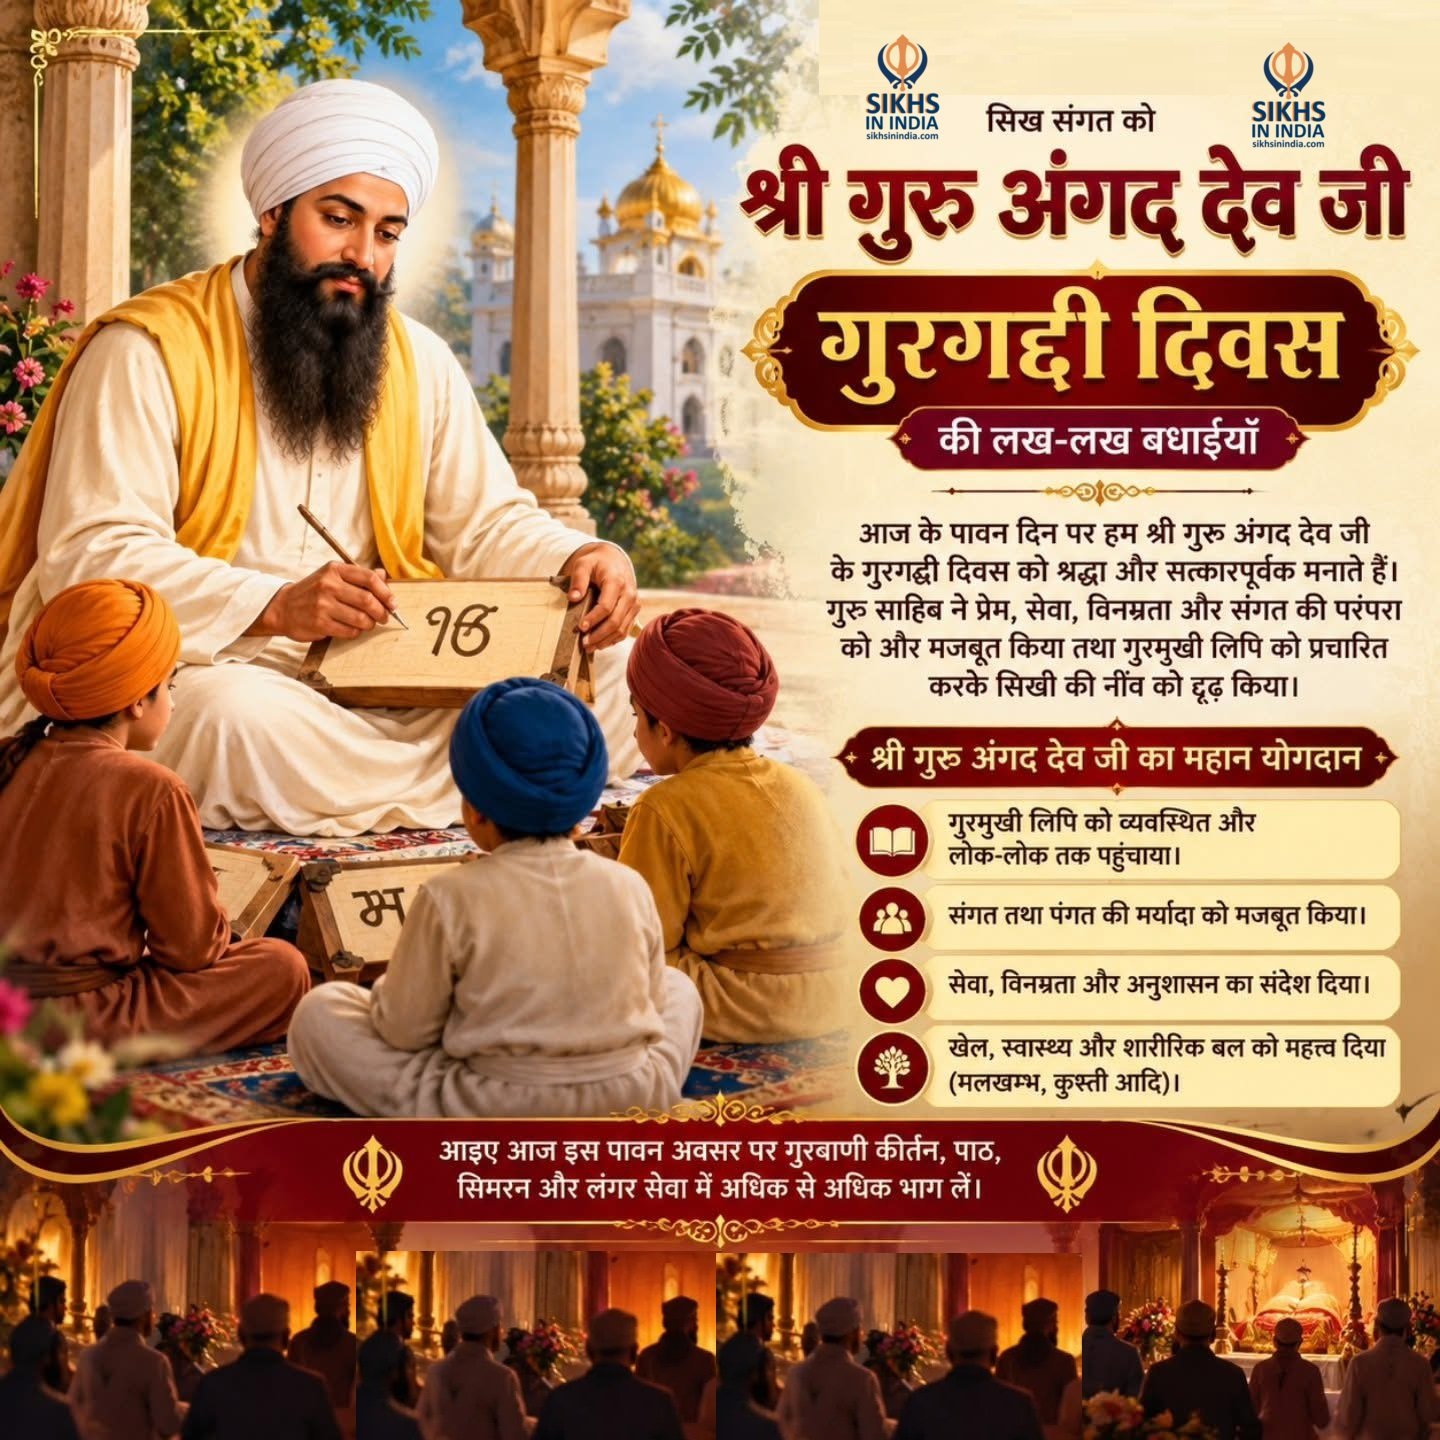 SIKHS
IN INDIA
sikhsinindia.com
SIKHS
IN INDIA
sikhsinindia.com
सिख संगत को
श्री गुरु अंगद देव जी
गुरगद्दी दिवस
की लख-लख बधाईयॉ
आज के पावन दिन पर हम श्री गुरू अंगद देव जी
के गुरगद्दी दिवस को श्रद्धा और सत्कारपूर्वक मनाते हैं।
गुरु साहिब ने प्रेम, सेवा, विनम्रता और संगत की परंपरा
को और मजबूत किया तथा गुरमुखी लिपि को प्रचारित
करके सिखी की नींव को दृढ़ किया।
श्री गुरू अंगद देव जी का महान योगदान
गुरमुखी लिपि को व्यवस्थित और
लोक-लोक तक पहुंचाया।
संगत तथा पंगत की मर्यादा को मजबूत किया।
सेवा, विनम्रता और अनुशासन का संदेश दिया।
खेल, स्वास्थ्य और शारीरिक बल को महत्व दिया
(मलखम्भ, कुश्ती आदि)।
ੴ
ਅ
आइए आज इस पावन अवसर पर गुरबाणी कीर्तन, पाठ,
सिमरन और लंगर सेवा में अधिक से अधिक भाग लें।